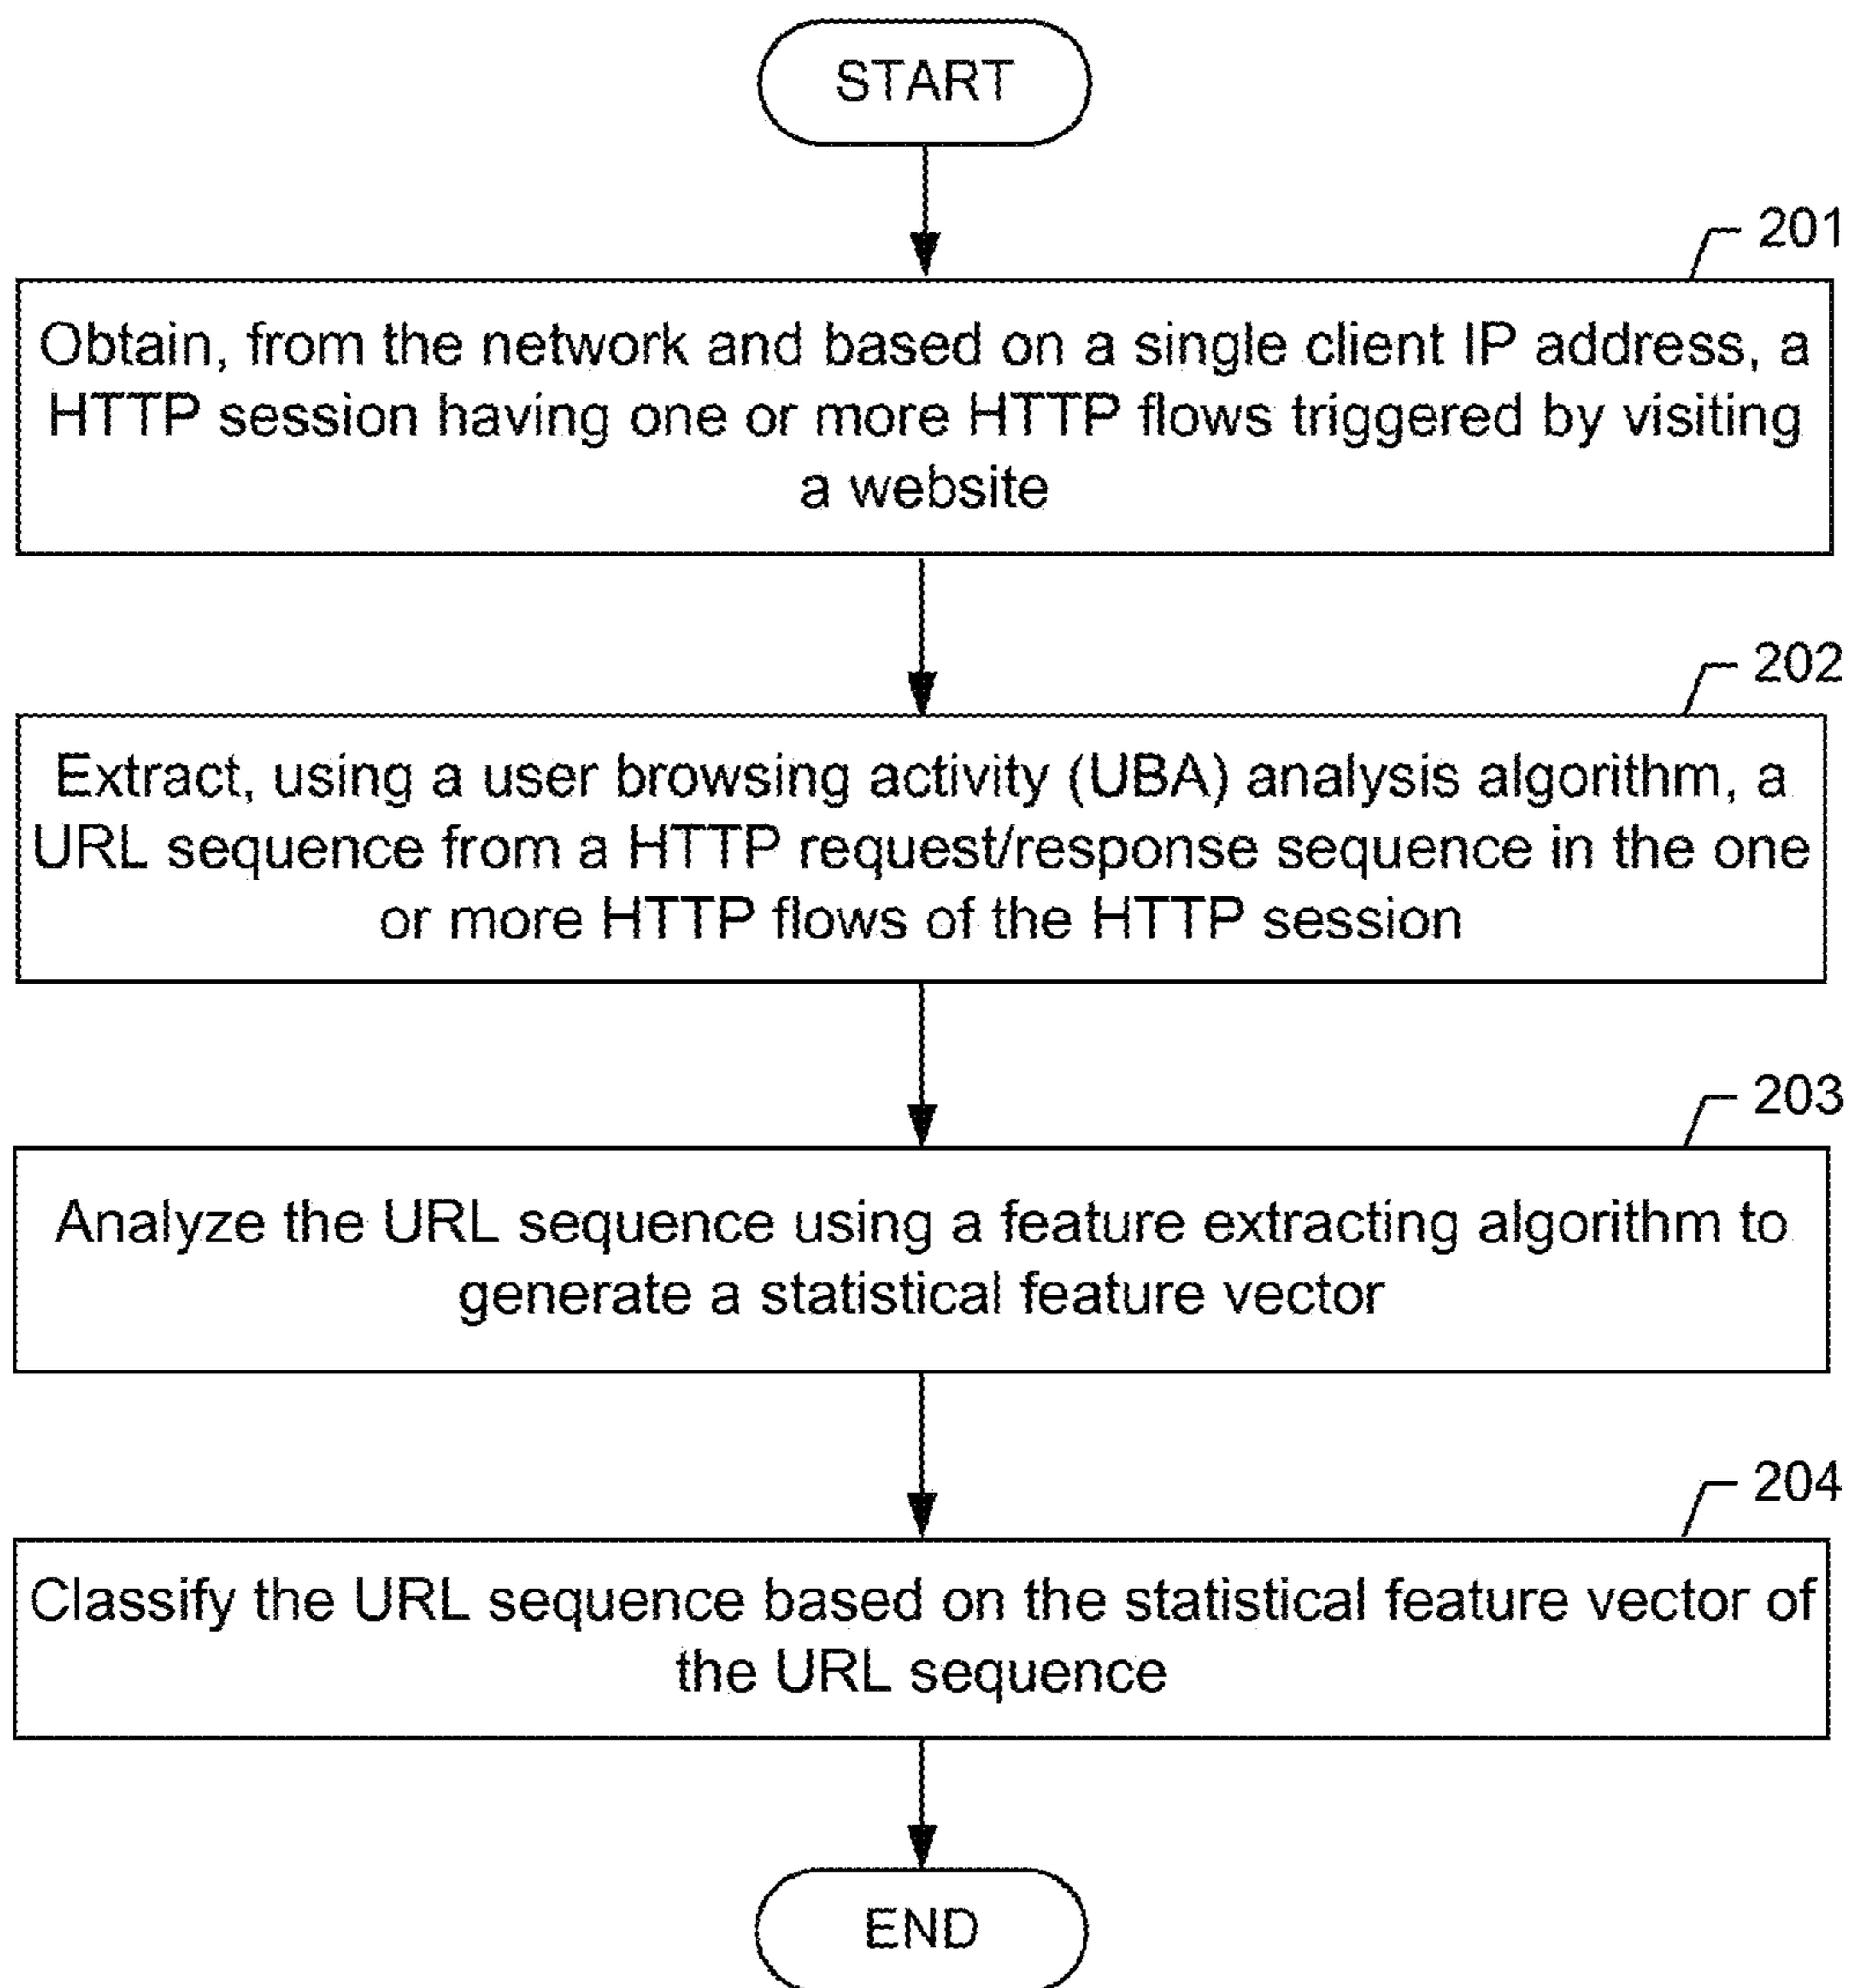 START
201
Obtain, from the network and based on a single client IP address, a
HTTP session having one or more HTTP flows triggered by visiting
a website
202
Extract, using a user browsing activity (UBA) analysis algorithm, a
URL sequence from a HTTP request/response sequence in the one
or more HTTP flows of the HTTP session
203
Analyze the URL sequence using a feature extracting algorithm to
generate a statistical feature vector
204
Classify the URL sequence based on the statistical feature vector of
the URL sequence
END